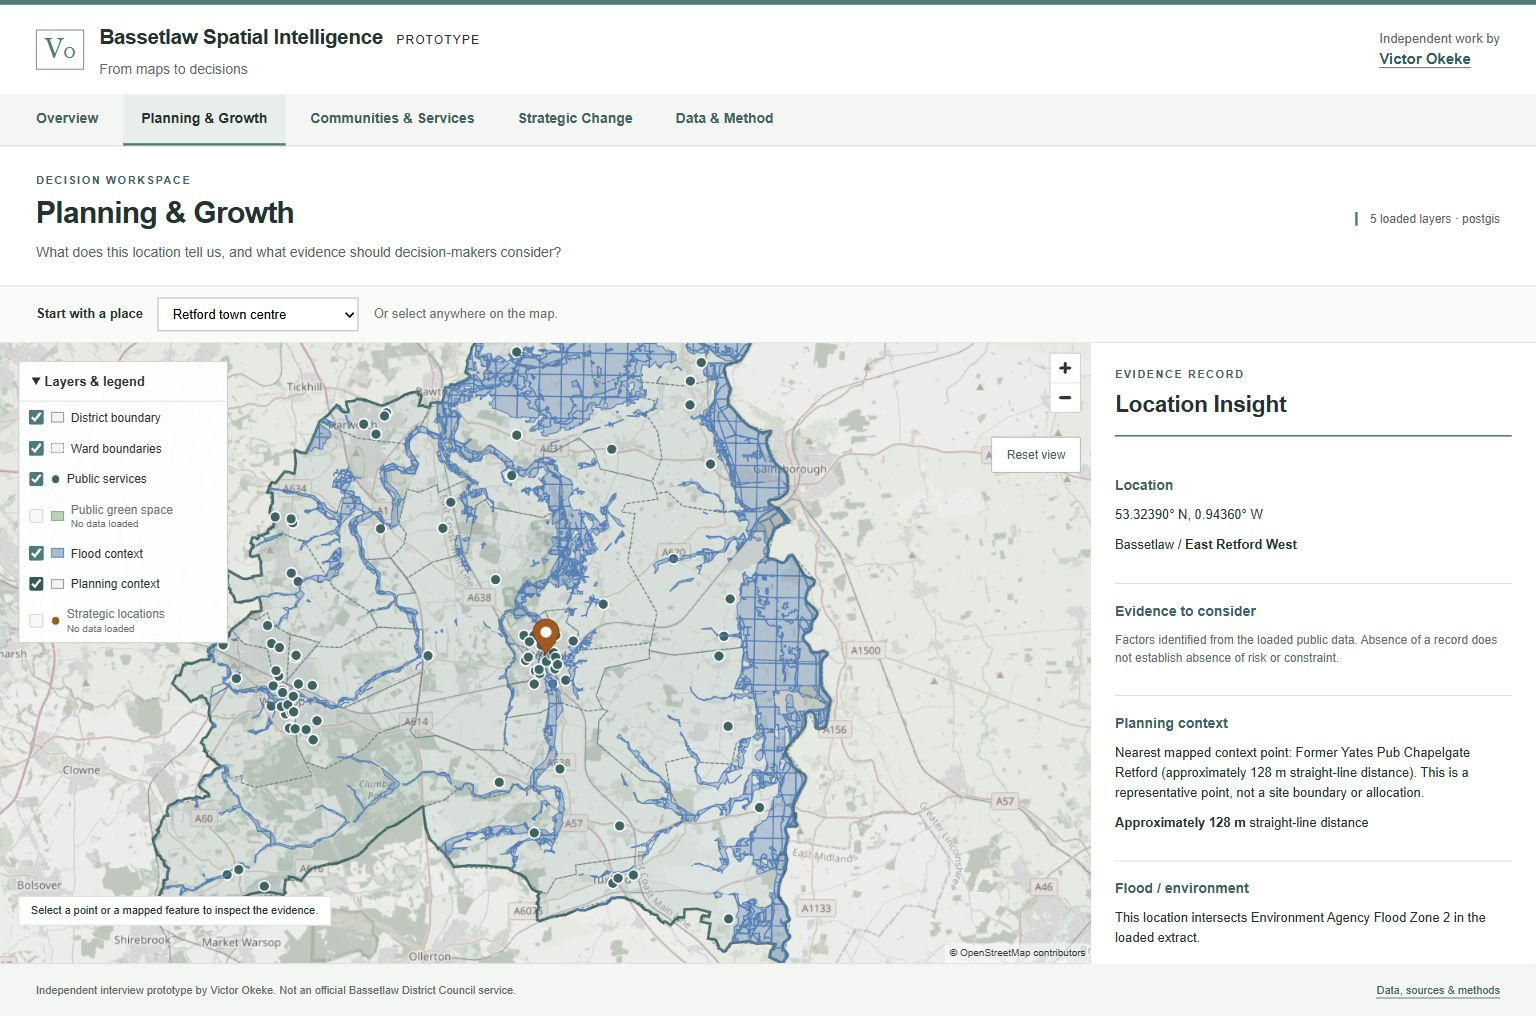 Vo
Bassetlaw Spatial Intelligence PROTOTYPE
From maps to decisions
Independent work by
Victor Okeke
Overview
Planning & Growth
Communities & Services
Strategic Change
Data & Method
DECISION WORKSPACE
Planning & Growth
What does this location tell us, and what evidence should decision-makers consider?
5 loaded layers · postgis
Start with a place
Retford town centre
Or select anywhere on the map.
▼ Layers & legend
District boundary
Ward boundaries
Public services
Public green space
No data loaded
Flood context
Planning context
Strategic locations
No data loaded
+
−
Reset view
Tickhill
A631
Gainsborough
A634
A1
A620
A638
A1500
A614
A156
A638
Clowne
Clumber
Park
A60
A57
A57
East Midlands
Greater Lincolnshire
Bolsover
A46
A6075
A1133
East Coast Main Line
Shirebrook
Market Warsop
Ollerton
Select a point or a mapped feature to inspect the evidence.
© OpenStreetMap contributors
EVIDENCE RECORD
Location Insight
Location
53.32390° N, 0.94360° W
Bassetlaw / East Retford West
Evidence to consider
Factors identified from the loaded public data. Absence of a record does
not establish absence of risk or constraint.
Planning context
Nearest mapped context point: Former Yates Pub Chapelgate
Retford (approximately 128 m straight-line distance). This is a
representative point, not a site boundary or allocation.
Approximately 128 m straight-line distance
Flood / environment
This location intersects Environment Agency Flood Zone 2 in the
loaded extract.
Independent interview prototype by Victor Okeke. Not an official Bassetlaw District Council service.
Data, sources & methods